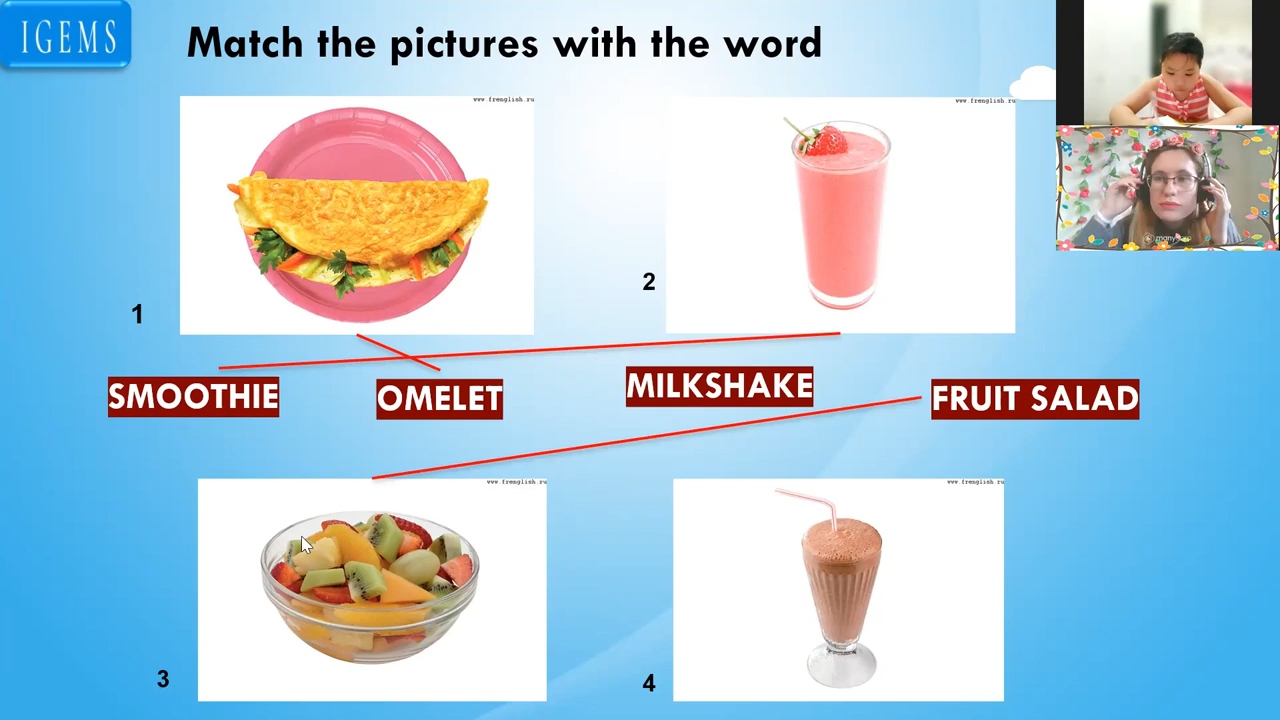 IGEMS
Match the pictures with the word
www.frenglish.ru
www.frenglish.ru
1
2
SMOOTHIE
OMELET
MILKSHAKE
FRUIT SALAD
www.frenglish.ru
www.frenglish.ru
3
4